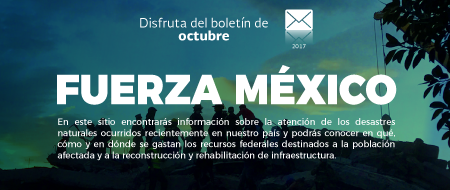 Disfruta del boletín de
octubre
2017
FUERZA MÉXICO
En este sitio encontrarás información sobre la atención de los desastres
naturales ocurridos recientemente en nuestro país y podrás conocer en qué,
cómo y en dónde se gastan los recursos federales destinados a la población
afectada y a la reconstrucción y rehabilitación de infraestructura.